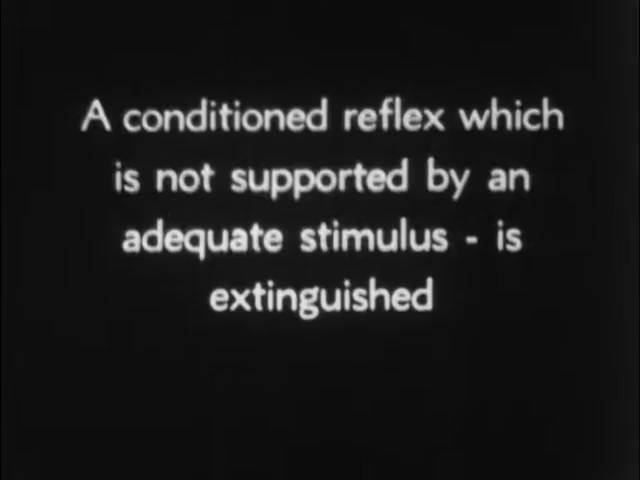 A conditioned reflex which
is not supported by an
adequate stimulus - is
extinguished